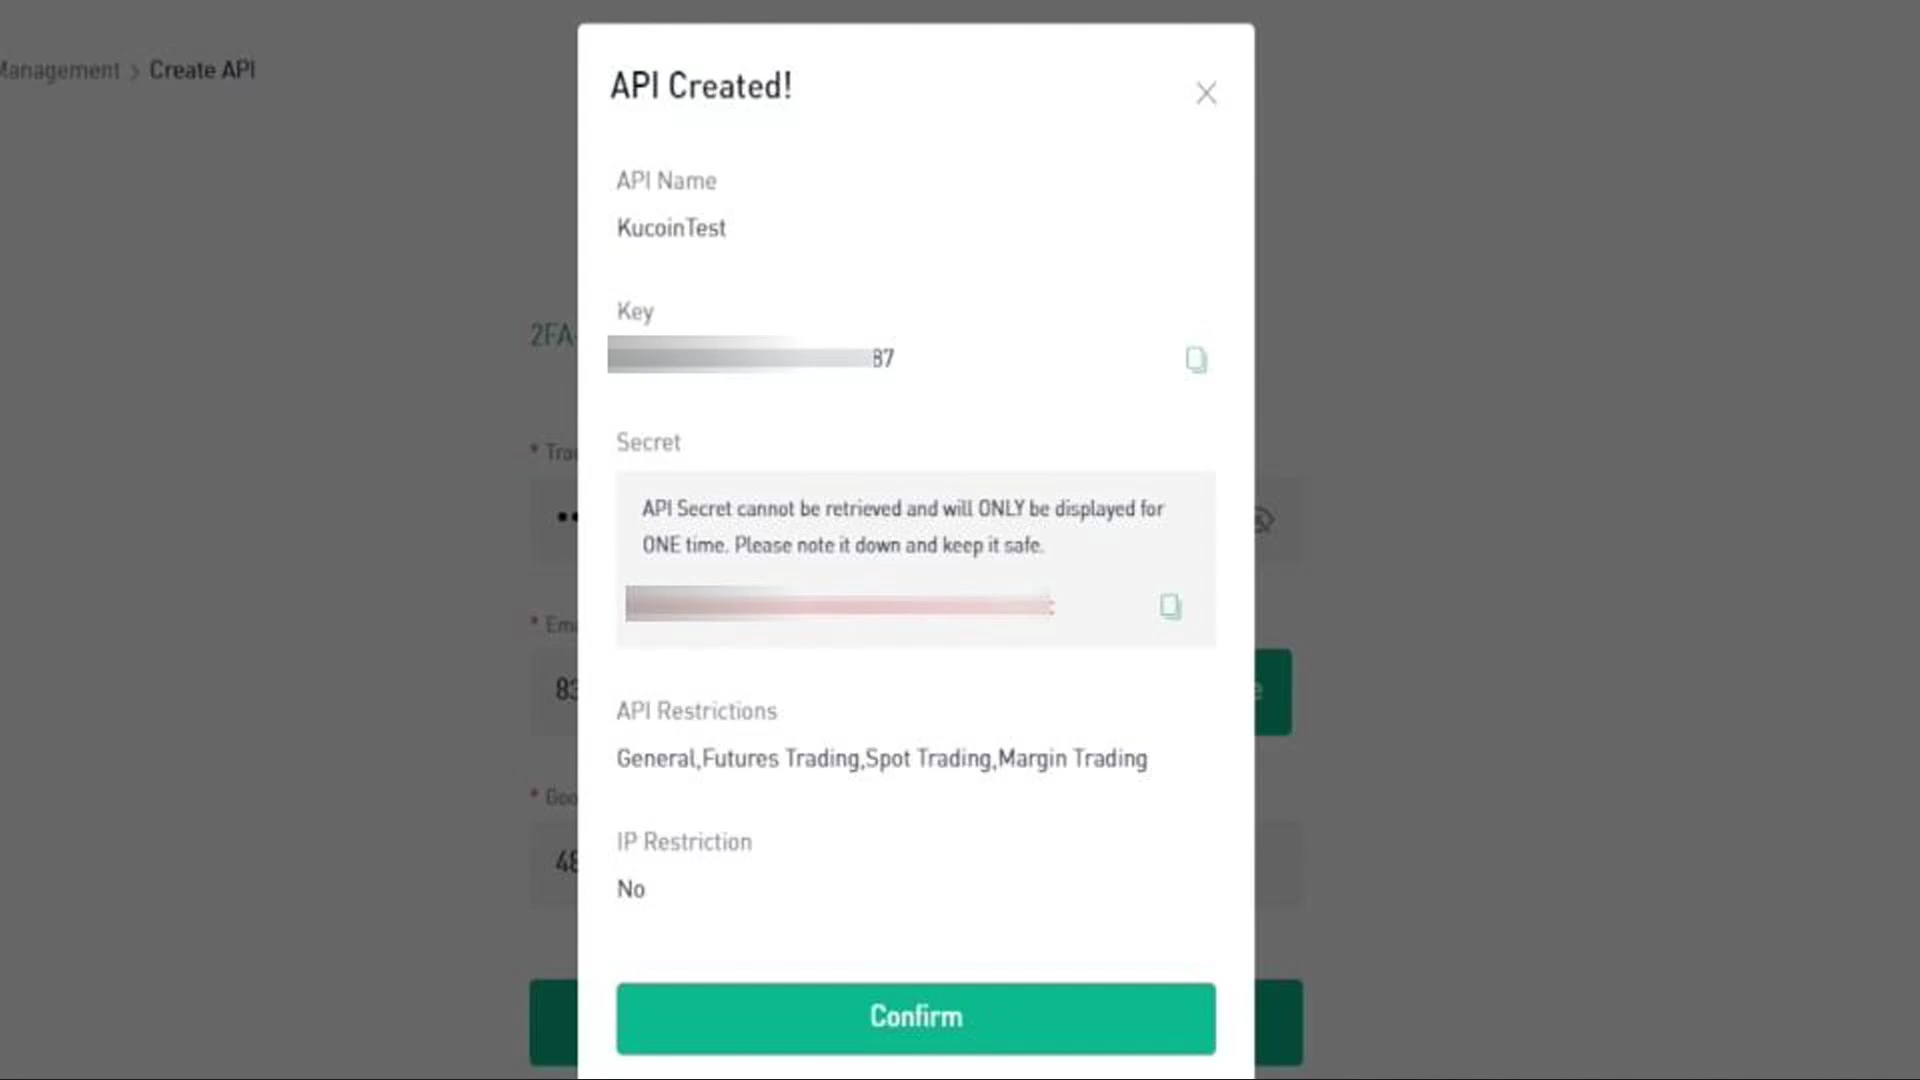 Management > Create API
API Created!
API Name
KucoinTest
Key
87
2FA-
Secret
API Secret cannot be retrieved and will ONLY be displayed for
ONE time. Please note it down and keep it safe.
API Restrictions
General,Futures Trading,Spot Trading,Margin Trading
IP Restriction
No
Confirm